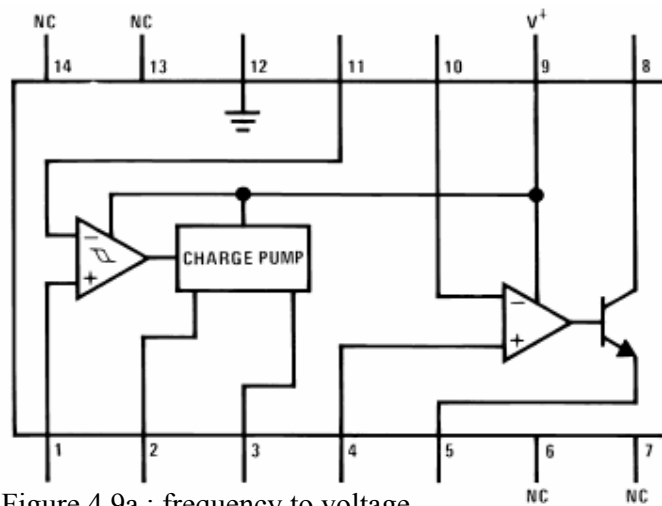 NC NC V+
14 13 12 11 10 9 8
− −
CHARGE PUMP
+ +
1 2 3 4 5 6 7
Figure 4.9a : frequency to voltage
NC NC